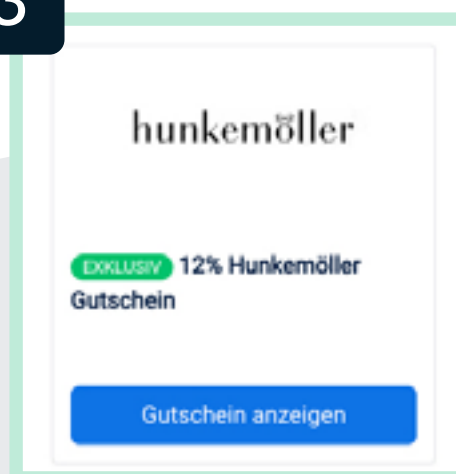 3
hunkemöller
EXKLUSIV 12% Hunkemöller
Gutschein
Gutschein anzeigen